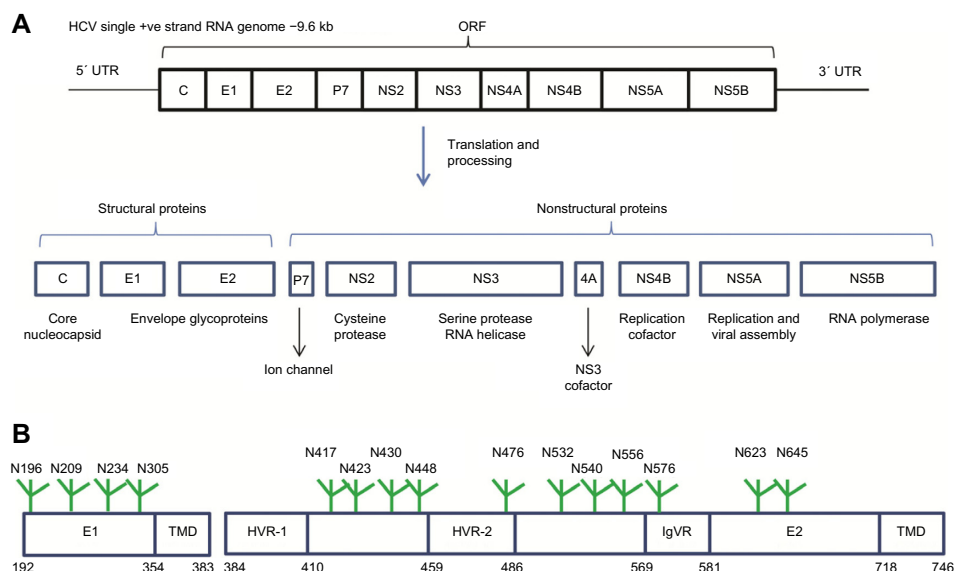 A
HCV single +ve strand RNA genome ~9.6 kb
ORF
5´ UTR
3´ UTR
C E1 E2 P7 NS2 NS3 NS4A NS4B NS5A NS5B
Translation and
processing
Structural proteins
Nonstructural proteins
C E1 E2 P7 NS2 NS3 4A NS4B NS5A NS5B
Core
nucleocapsid
Envelope glycoproteins
Cysteine
protease
Serine protease
RNA helicase
Replication
cofactor
Replication and
viral assembly
RNA polymerase
Ion channel
NS3
cofactor
B
N196 N209 N234 N305 N417 N423 N430 N448 N476 N532 N540 N556 N576 N623 N645
E1 TMD HVR-1 HVR-2 IgVR E2 TMD
192 354 383 384 410 459 486 569 581 718 746